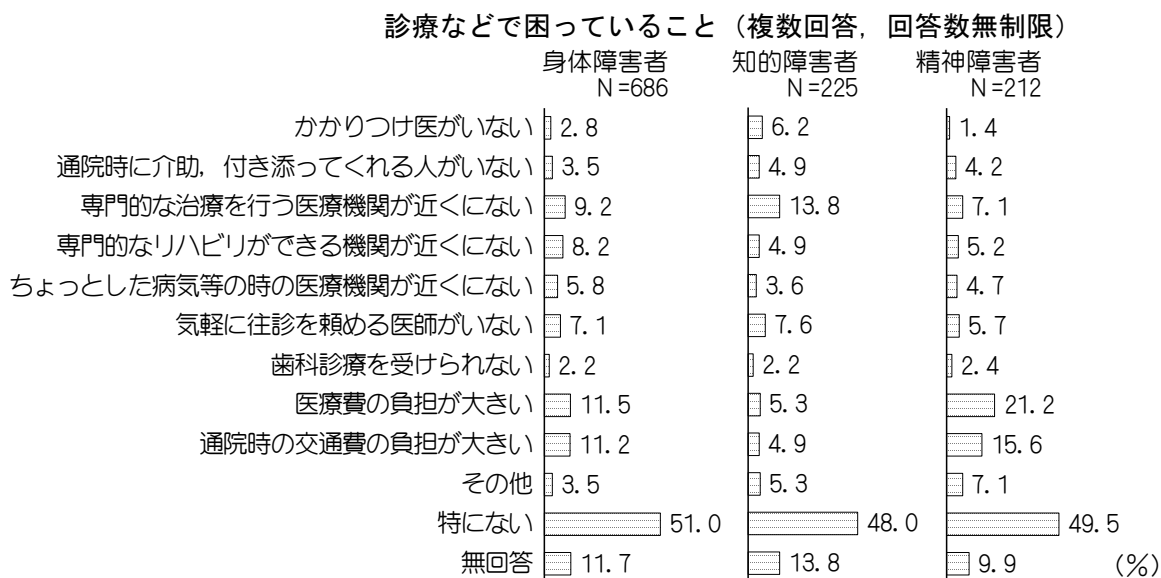 診療などで困っていること（複数回答，回答数無制限）
身体障害者 知的障害者 精神障害者
N=686 N=225 N=212
かかりつけ医がいない 2.8 6.2 1.4
通院時に介助，付き添ってくれる人がいない 3.5 4.9 4.2
専門的な治療を行う医療機関が近くにない 9.2 13.8 7.1
専門的なリハビリができる機関が近くにない 8.2 4.9 5.2
ちょっとした病気等の時の医療機関が近くにない 5.8 3.6 4.7
気軽に往診を頼める医師がいない 7.1 7.6 5.7
歯科診療を受けられない 2.2 2.2 2.4
医療費の負担が大きい 11.5 5.3 21.2
通院時の交通費の負担が大きい 11.2 4.9 15.6
その他 3.5 5.3 7.1
特にない 51.0 48.0 49.5
無回答 11.7 13.8 9.9 (％)